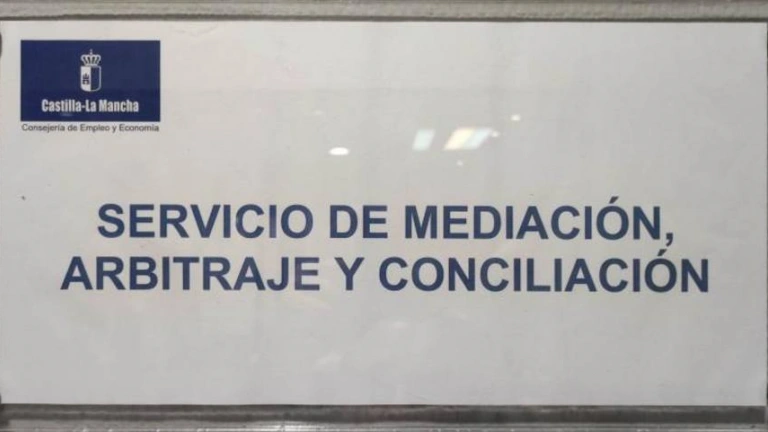 Castilla-La Mancha
Consejería de Empleo y Economía
SERVICIO DE MEDIACIÓN,
ARBITRAJE Y CONCILIACIÓN